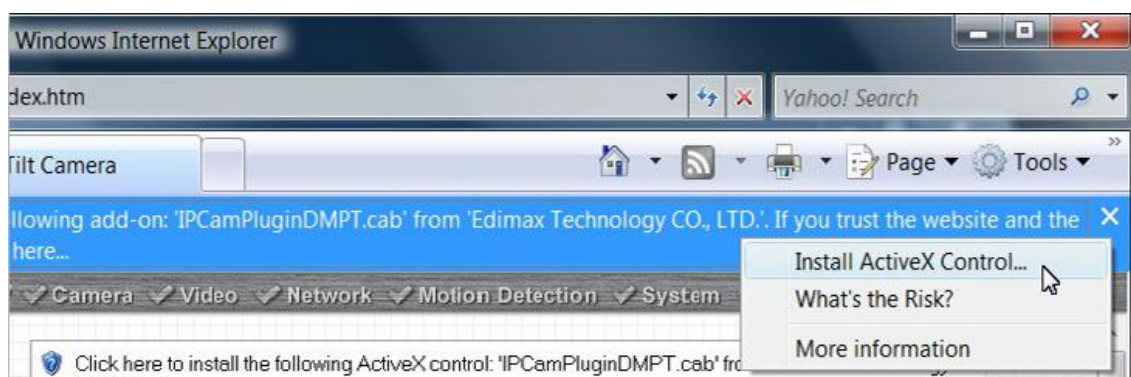 Windows Internet Explorer
dex.htm
Yahoo! Search
Tilt Camera
Page
Tools
llowing add-on: 'IPCamPluginDMPT.cab' from 'Edimax Technology CO., LTD.'. If you trust the website and the
here...
Install ActiveX Control...
Camera Video Network Motion Detection System
What's the Risk?
More information
Click here to install the following ActiveX control: 'IPCamPluginDMPT.cab'